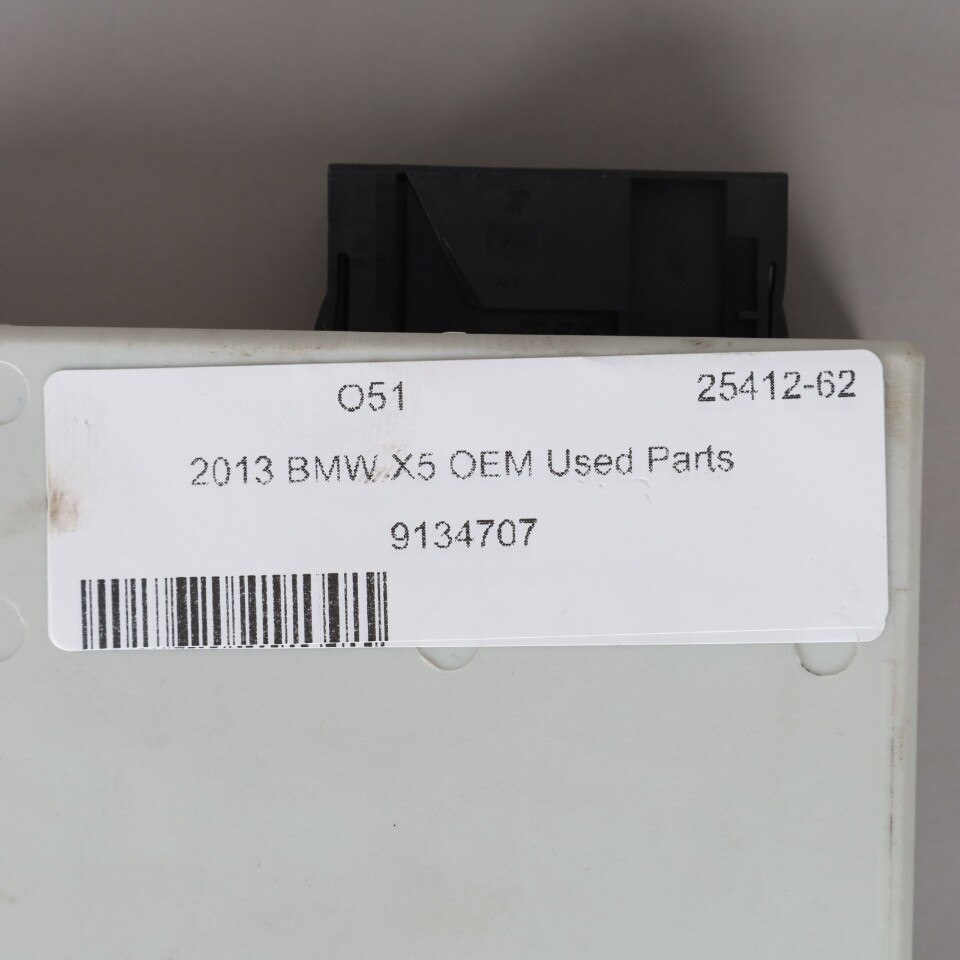 O51
25412-62
2013 BMW X5 OEM Used Parts
9134707